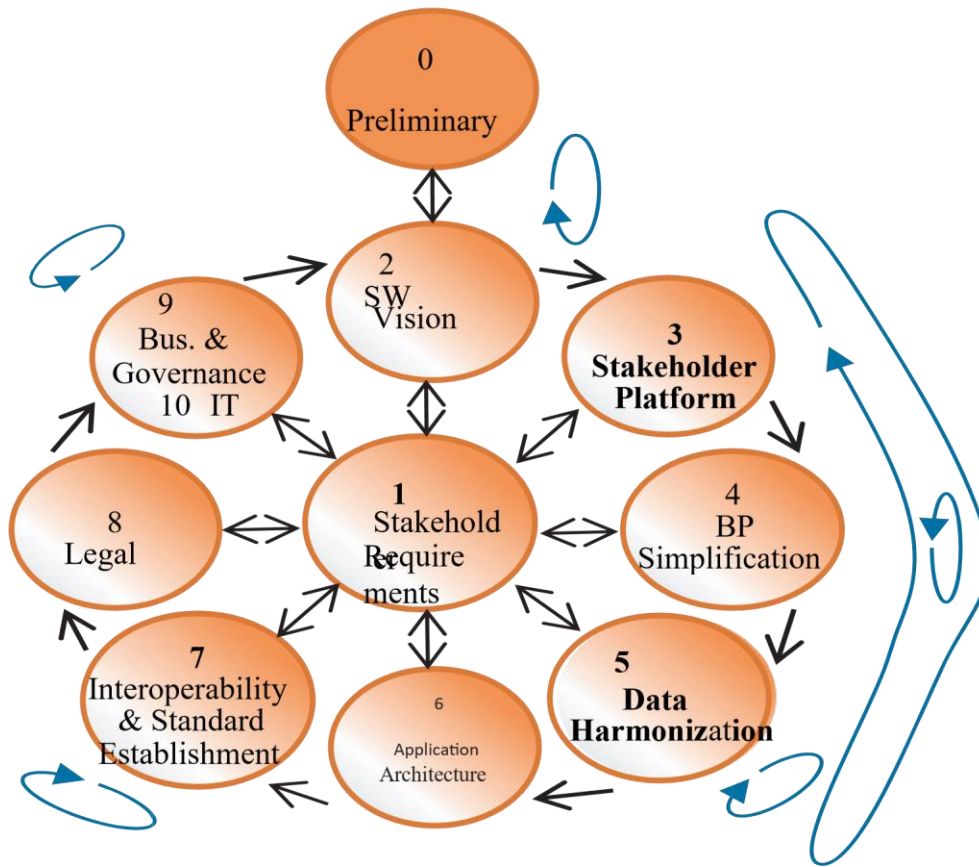 0
Preliminary
2
SW
Vision
9
Bus. &
Governance
10 IT
3
Stakeholder
Platform
1
Stakehold
er
Require
ments
8
Legal
4
BP
Simplification
7
Interoperability
& Standard
Establishment
6
Application
Architecture
5
Data
Harmonization